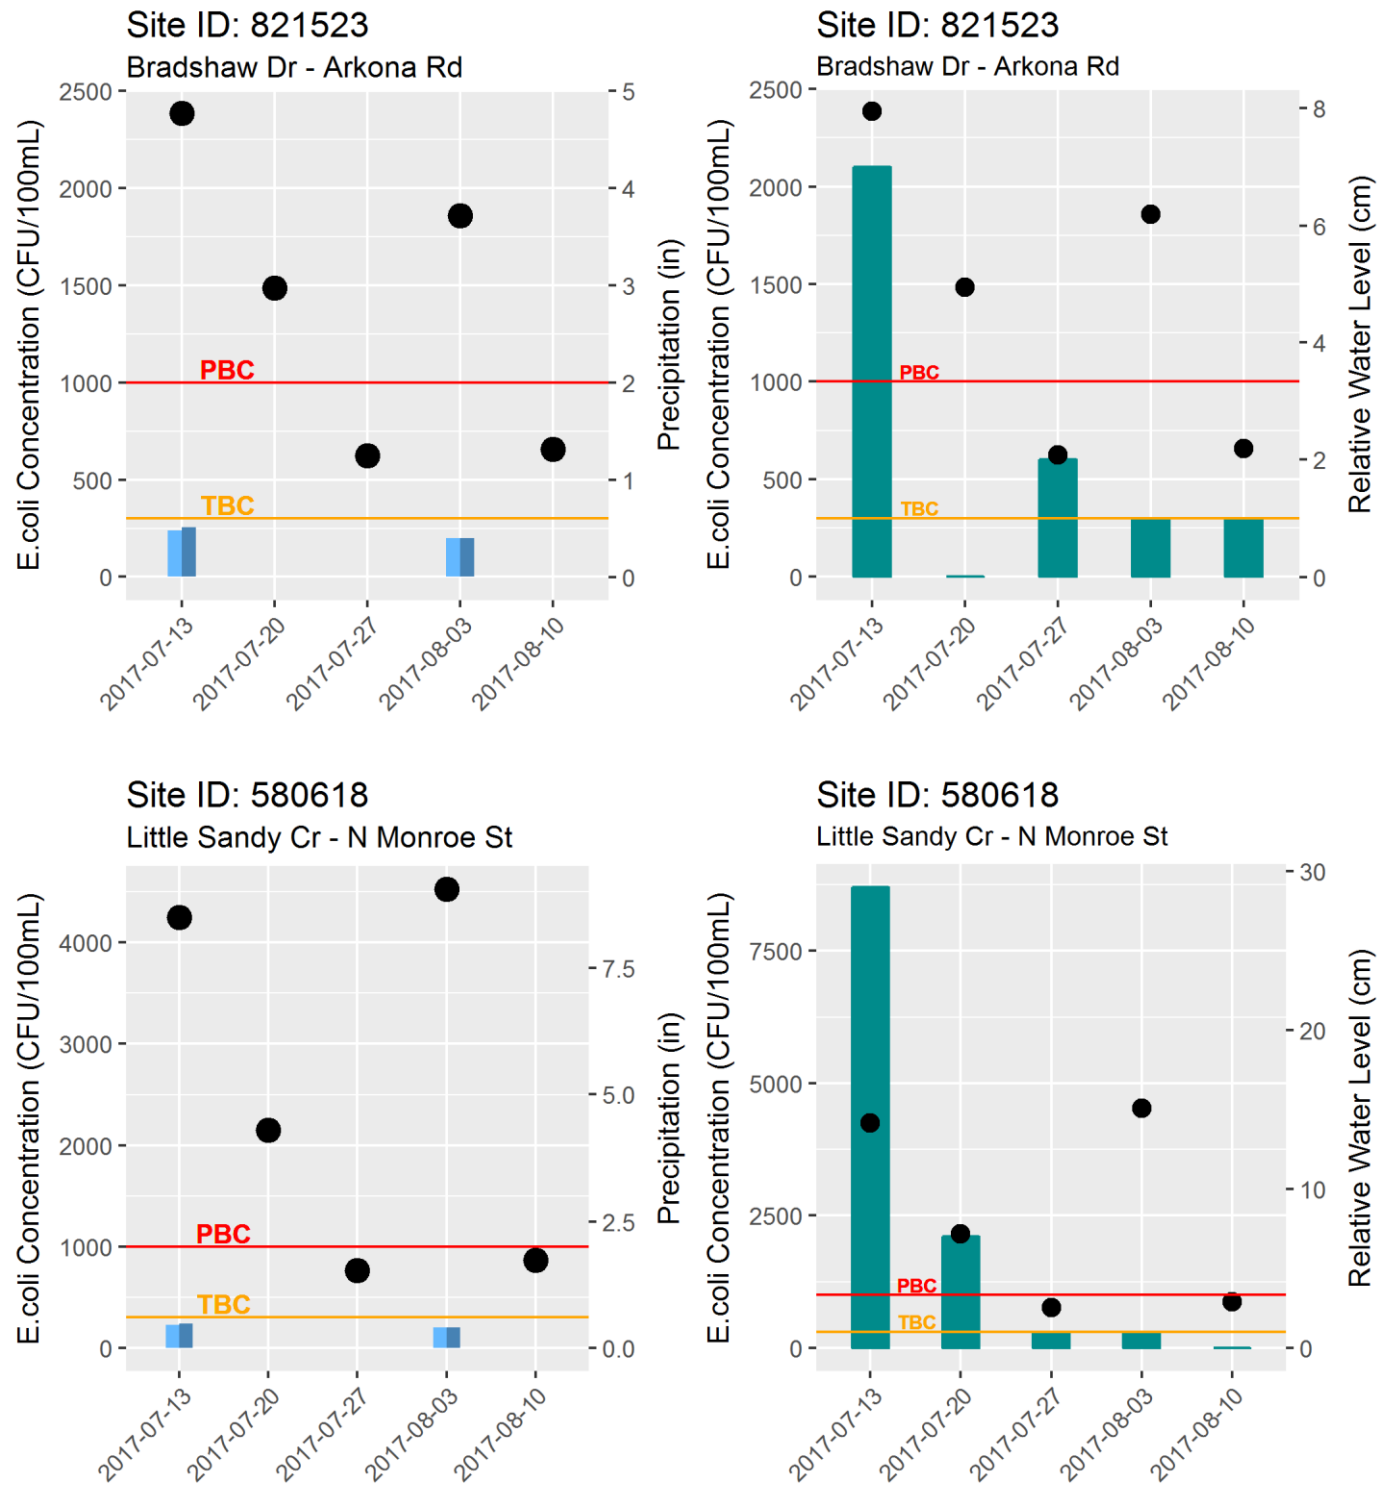 Site ID: 821523
Bradshaw Dr - Arkona Rd
E.coli Concentration (CFU/100mL)
2500
2000
1500
1000
500
0
PBC
TBC
5
4
3
2
1
0
Precipitation (in)
2017-07-13
2017-07-20
2017-07-27
2017-08-03
2017-08-10
Site ID: 821523
Bradshaw Dr - Arkona Rd
E.coli Concentration (CFU/100mL)
2500
2000
1500
1000
500
0
PBC
TBC
8
6
4
2
0
Relative Water Level (cm)
2017-07-13
2017-07-20
2017-07-27
2017-08-03
2017-08-10
Site ID: 580618
Little Sandy Cr - N Monroe St
E.coli Concentration (CFU/100mL)
4000
3000
2000
1000
0
PBC
TBC
7.5
5.0
2.5
0.0
Precipitation (in)
2017-07-13
2017-07-20
2017-07-27
2017-08-03
2017-08-10
Site ID: 580618
Little Sandy Cr - N Monroe St
E.coli Concentration (CFU/100mL)
7500
5000
2500
0
PBC
TBC
30
20
10
0
Relative Water Level (cm)
2017-07-13
2017-07-20
2017-07-27
2017-08-03
2017-08-10